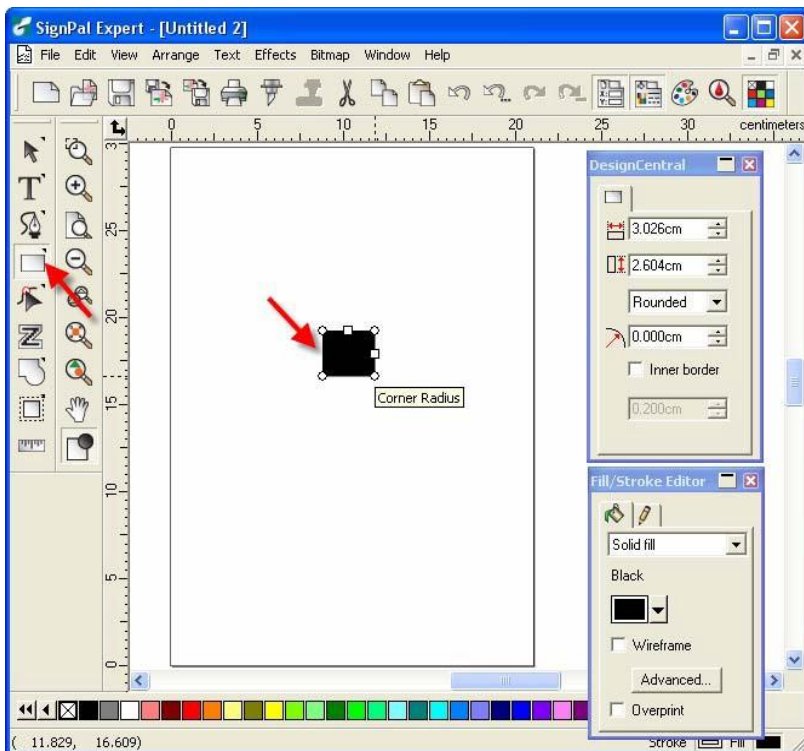 SignPal Expert - [Untitled 2]
File Edit View Arrange Text Effects Bitmap Window Help
0 5 10 15 20 25 30 centimeters
DesignCentral
3.026cm
2.604cm
Rounded
0.000cm
Inner border
0.200cm
25
20
15
10
5
0
Corner Radius
Fill/Stroke Editor
Solid fill
Black
Wireframe
Advanced...
Overprint
( 11.829, 16.609)
Stroke Fill